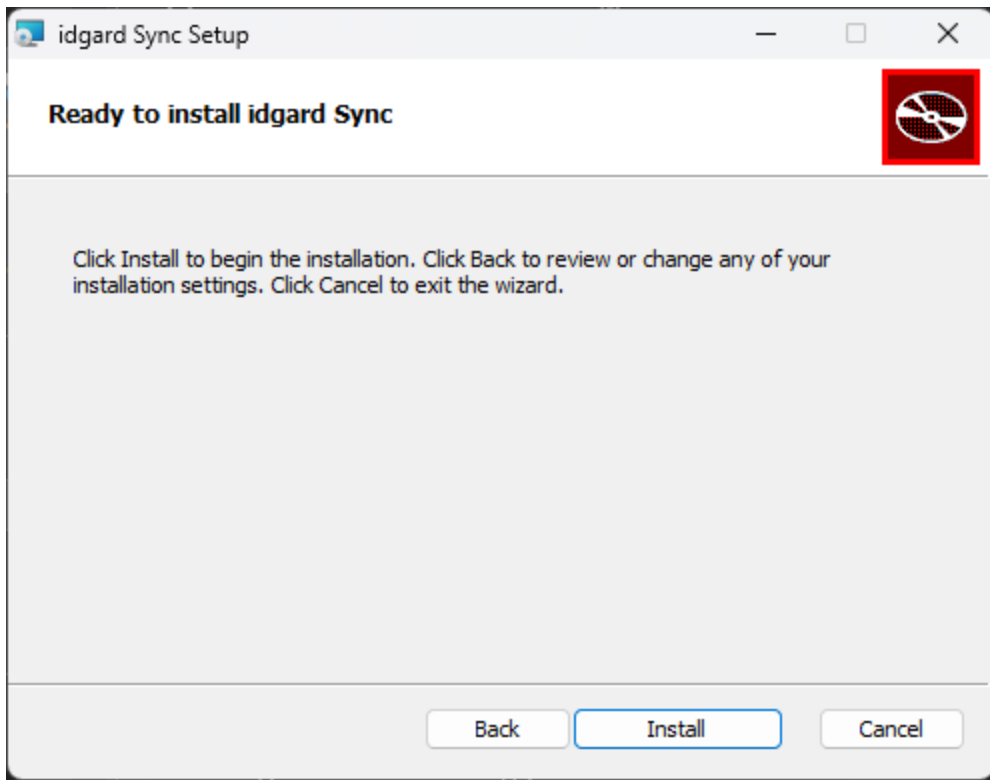 idgard Sync Setup
Ready to install idgard Sync
Click Install to begin the installation. Click Back to review or change any of your
installation settings. Click Cancel to exit the wizard.
Back
Install
Cancel